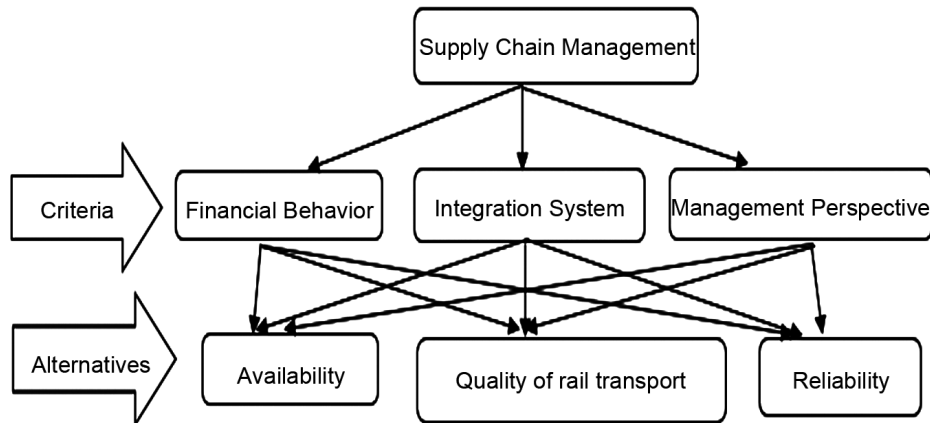 Supply Chain Management
Criteria
Financial Behavior
Integration System
Management Perspective
Alternatives
Availability
Quality of rail transport
Reliability